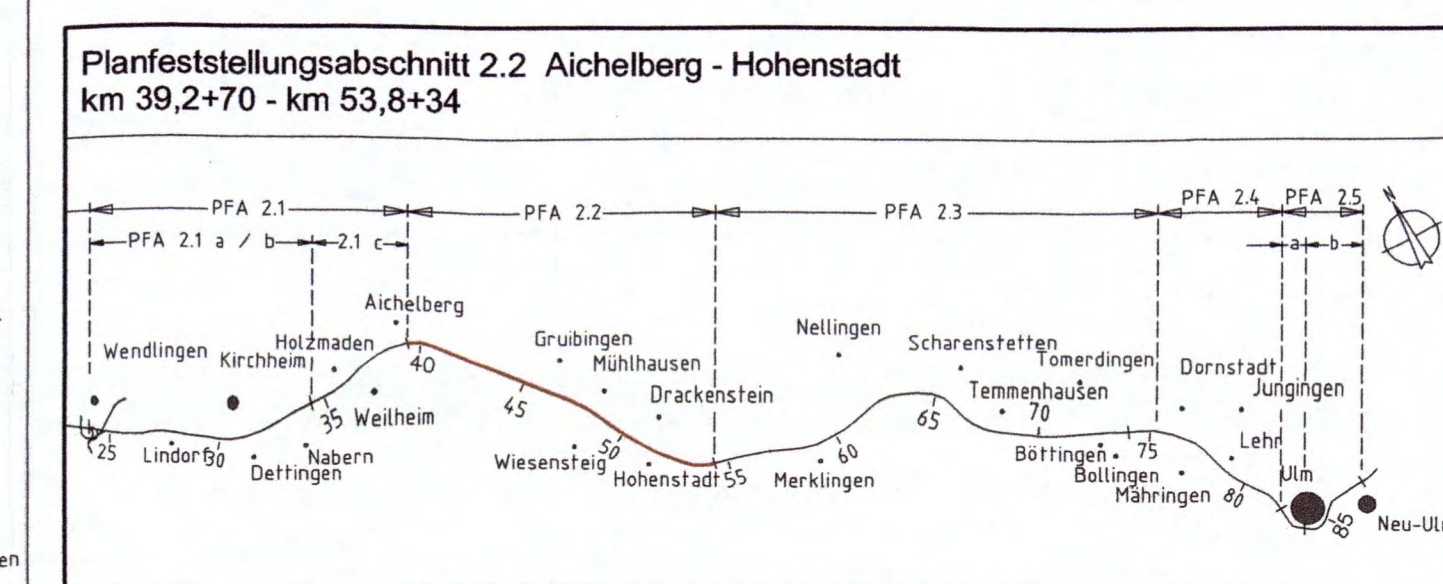 Planfeststellungsabschnitt 2.2 Aichelberg - Hohenstadt
km 39,2+70 - km 53,8+34
PFA 2.1
PFA 2.2
PFA 2.3
PFA 2.4
PFA 2.5
N
PFA 2.1 a / b
2.1 c
a
b
Aichelberg
Wendlingen
Kirchheim
Holzmaden
40
Gruibingen
Mühlhausen
Nellingen
Scharenstetten
Tomerdingen
Dornstadt
Jungingen
Drackenstein
Temmenhausen
35
Weilheim
45
65
70
25
Lindorf
30
Dettingen
Nabern
Wiesensteig
50
Hohenstadt
55
Merklingen
60
Böttingen
75
Bollingen
Mähringen
Lehr
80
Ulm
85
en